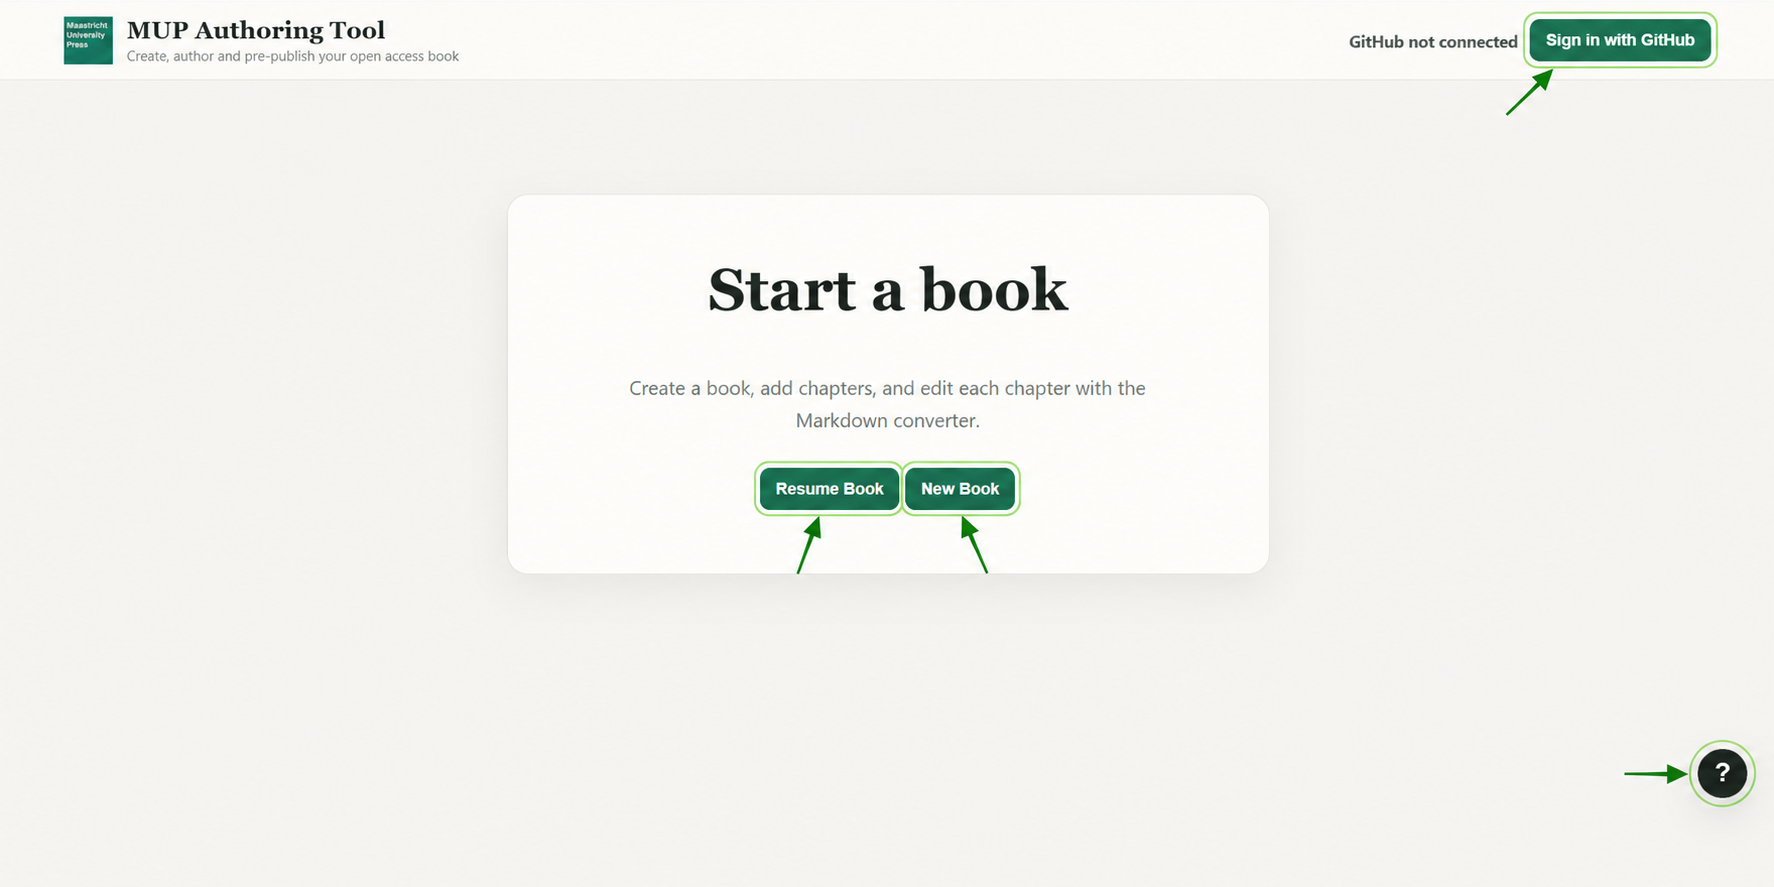 Maastricht
University
Press
MUP Authoring Tool
Create, author and pre-publish your open access book
GitHub not connected
Sign in with GitHub
Start a book
Create a book, add chapters, and edit each chapter with the
Markdown converter.
Resume Book
New Book
?